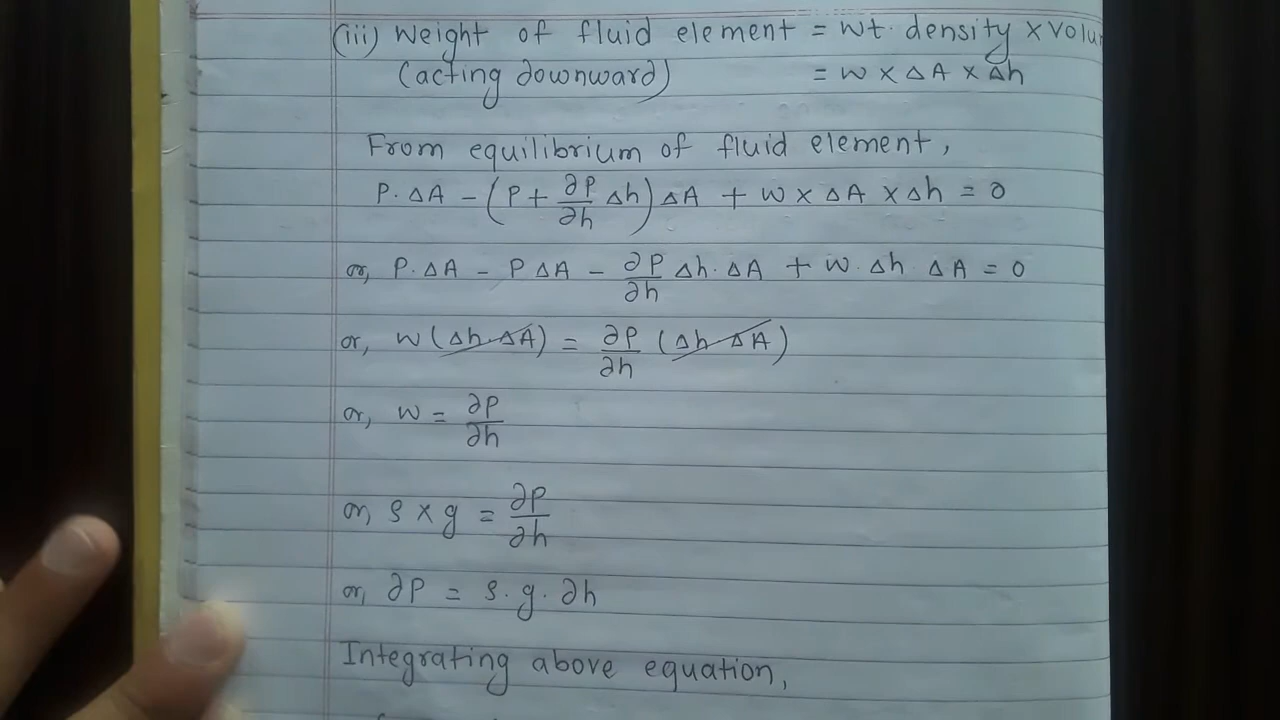 (iii) Weight of fluid element = wt. density × volu
(acting downward) = w × ΔA × Δh
From equilibrium of fluid element,
P. ΔA − (P + ∂P/∂h Δh) ΔA + w × ΔA × Δh = 0
or, P. ΔA − P ΔA − ∂P/∂h Δh. ΔA + w. Δh. ΔA = 0
or, w (Δh. ΔA) = ∂P/∂h (Δh. ΔA)
or, w = ∂P/∂h
or, ρ × g = ∂P/∂h
or, ∂P = ρ. g. ∂h
Integrating above equation,